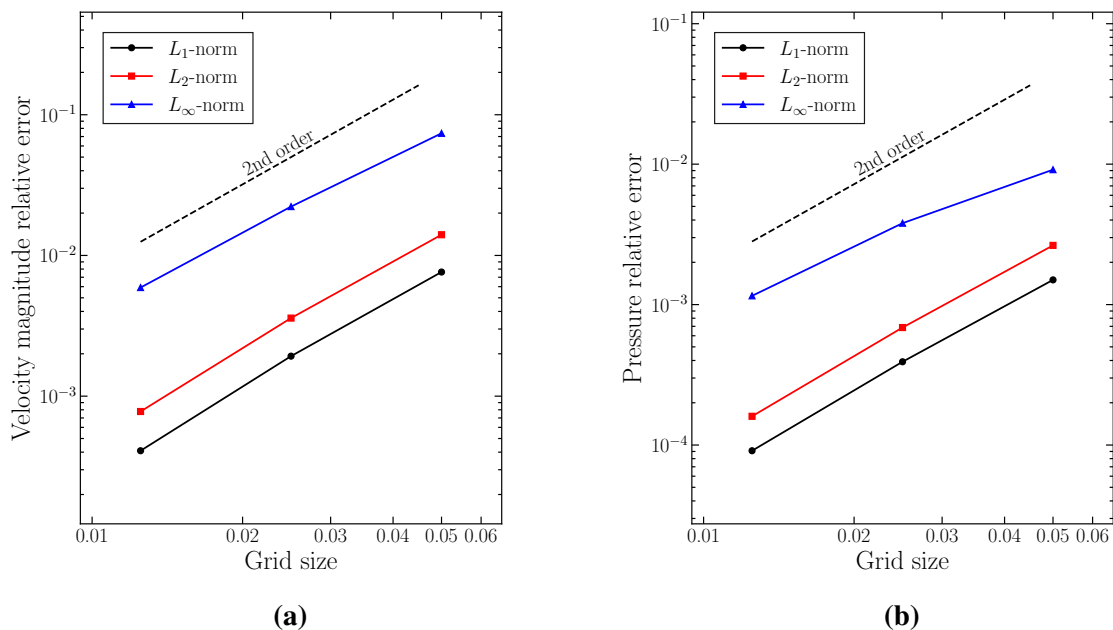 L₁-norm
L₂-norm
L∞-norm
2nd order
Velocity magnitude relative error
10⁻¹
10⁻²
10⁻³
0.01 0.02 0.03 0.04 0.05 0.06
Grid size
(a)
L₁-norm
L₂-norm
L∞-norm
2nd order
Pressure relative error
10⁻¹
10⁻²
10⁻³
10⁻⁴
0.01 0.02 0.03 0.04 0.05 0.06
Grid size
(b)